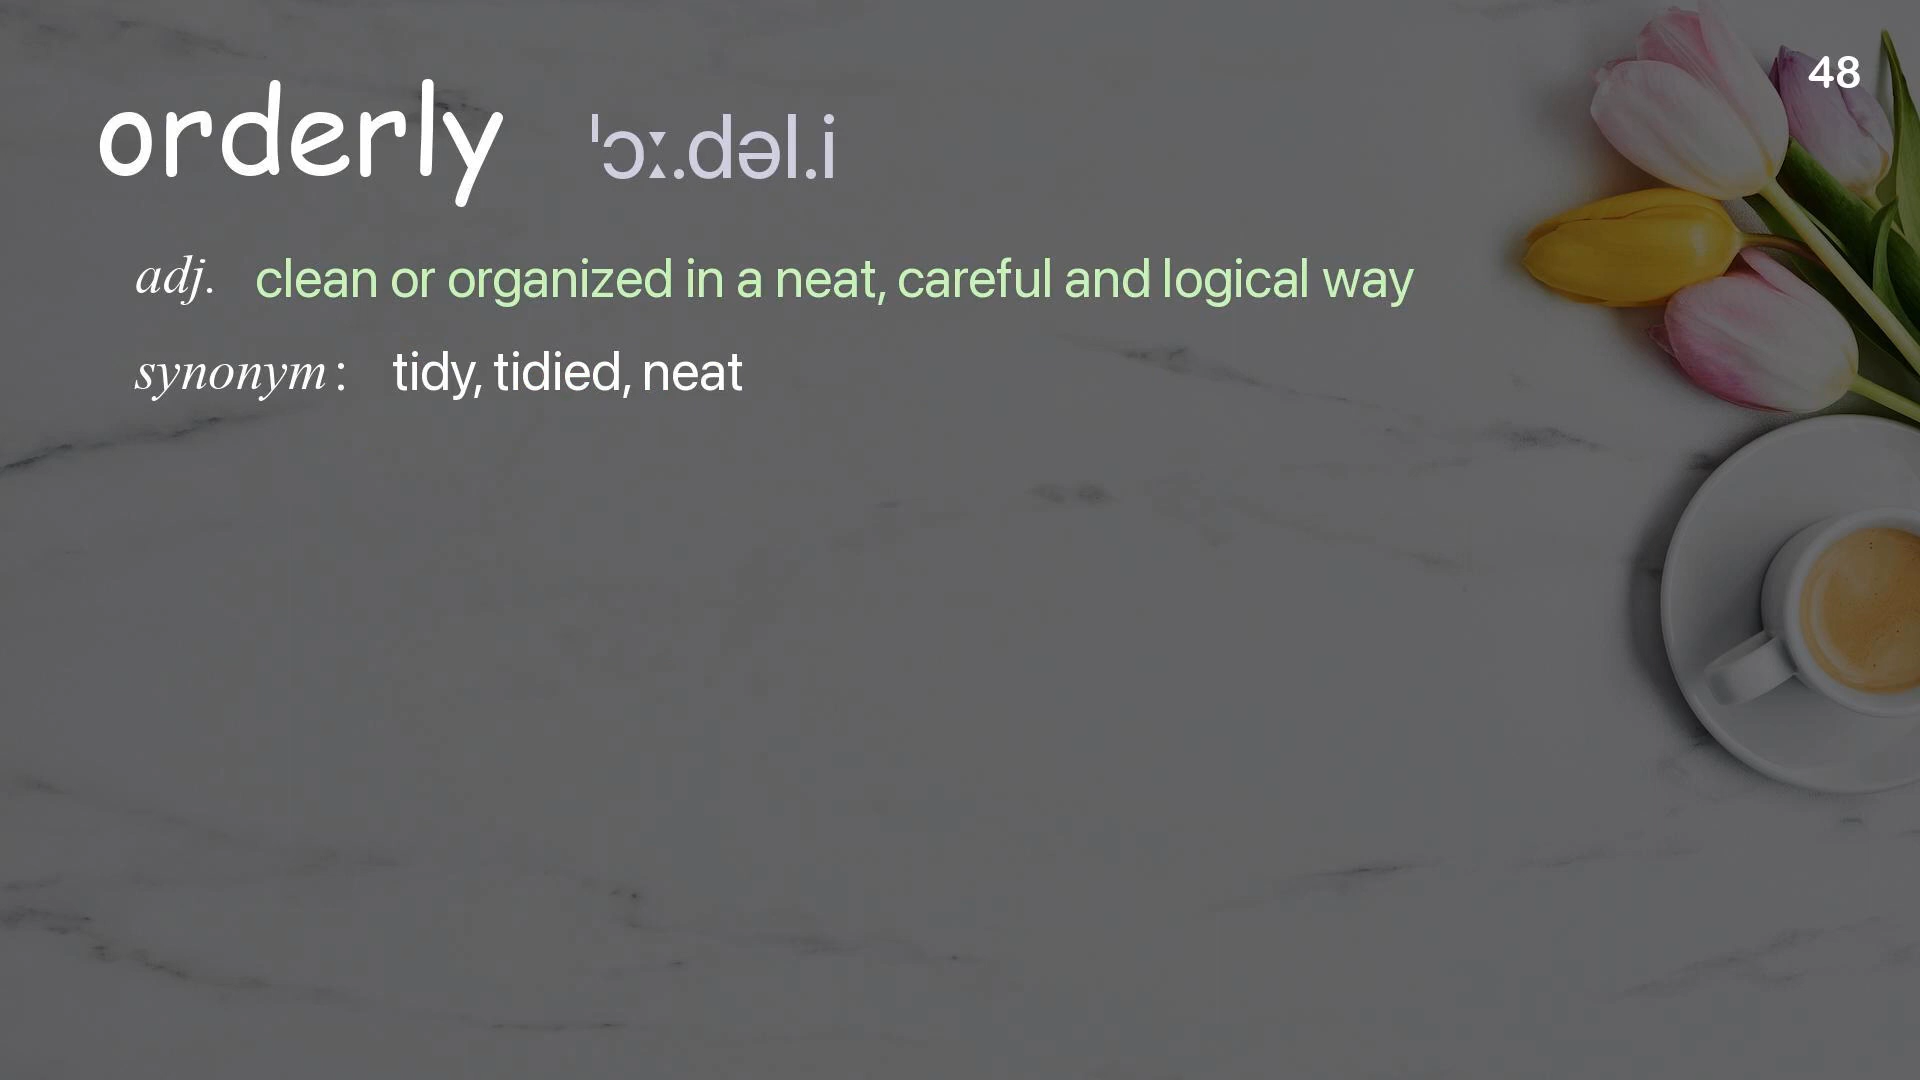 48
orderly ˈɔː.dəl.i
adj. clean or organized in a neat, careful and logical way
synonym : tidy, tidied, neat